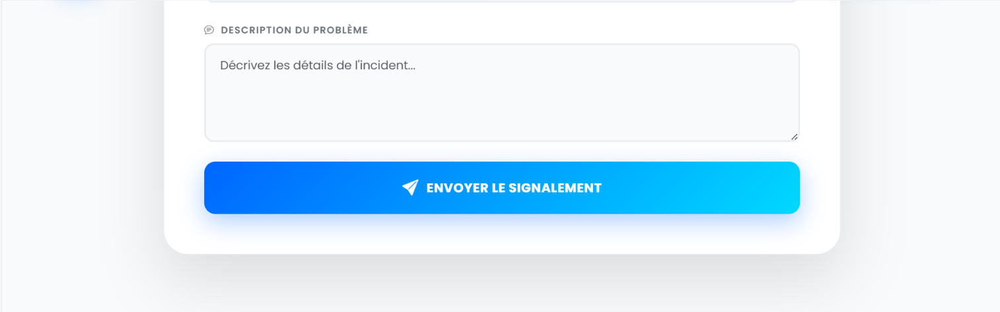 DESCRIPTION DU PROBLÈME
Décrivez les détails de l'incident...
ENVOYER LE SIGNALEMENT